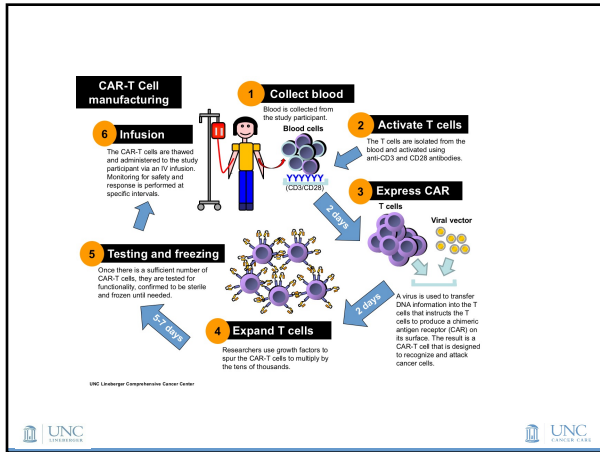 CAR-T Cell
manufacturing
1 Collect blood
Blood is collected from
the study participant.
Blood cells
(CD3/CD28)
2 Activate T cells
The T cells are isolated from the
blood and activated using
anti-CD3 and CD28 antibodies.
2 days
3 Express CAR
T cells
Viral vector
A virus is used to transfer
DNA information into the T
cells that instructs the T
cells to produce a chimeric
antigen receptor (CAR) on
its surface. The result is a
CAR-T cell that is designed
to recognize and attack
cancer cells.
2 days
4 Expand T cells
Researchers use growth factors to
spur the CAR-T cells to multiply by
the tens of thousands.
5-7 days
5 Testing and freezing
Once there is a sufficient number of
CAR-T cells, they are tested for
functionality, confirmed to be sterile
and frozen until needed.
6 Infusion
The CAR-T cells are thawed
and administered to the study
participant via an IV infusion.
Monitoring for safety and
response is performed at
specific intervals.
UNC Lineberger Comprehensive Cancer Center
UNC
LINEBERGER
UNC
CANCER CARE